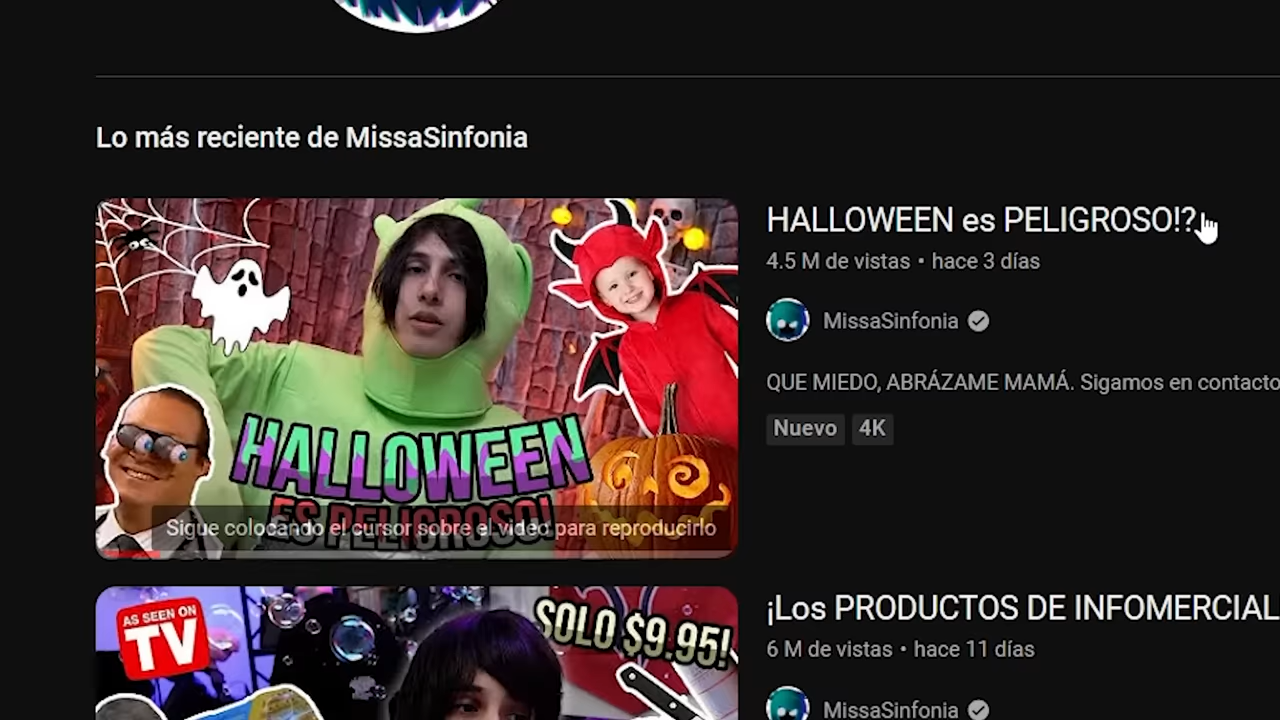 Lo más reciente de MissaSinfonia
HALLOWEEN
ES PELIGROSO!
Sigue colocando el cursor sobre el video para reproducirlo
HALLOWEEN es PELIGROSO!?
4.5 M de vistas • hace 3 días
MissaSinfonia
QUE MIEDO, ABRÁZAME MAMÁ. Sigamos en contacto
Nuevo 4K
AS SEEN ON
TV
SOLO $9.95!
¡Los PRODUCTOS DE INFOMERCIAL
6 M de vistas • hace 11 días
MissaSinfonia